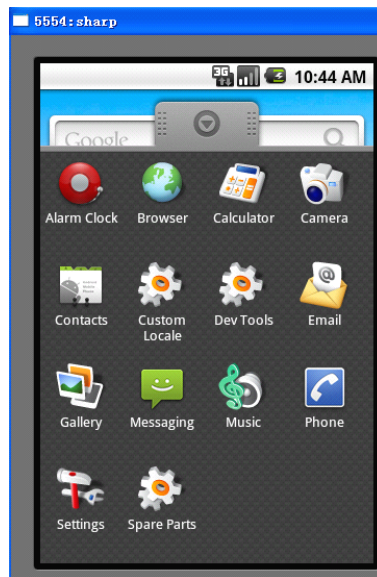 5554:sharp
3G 10:44 AM
Google
Alarm Clock Browser Calculator Camera
Contacts Custom Locale Dev Tools Email
Gallery Messaging Music Phone
Settings Spare Parts